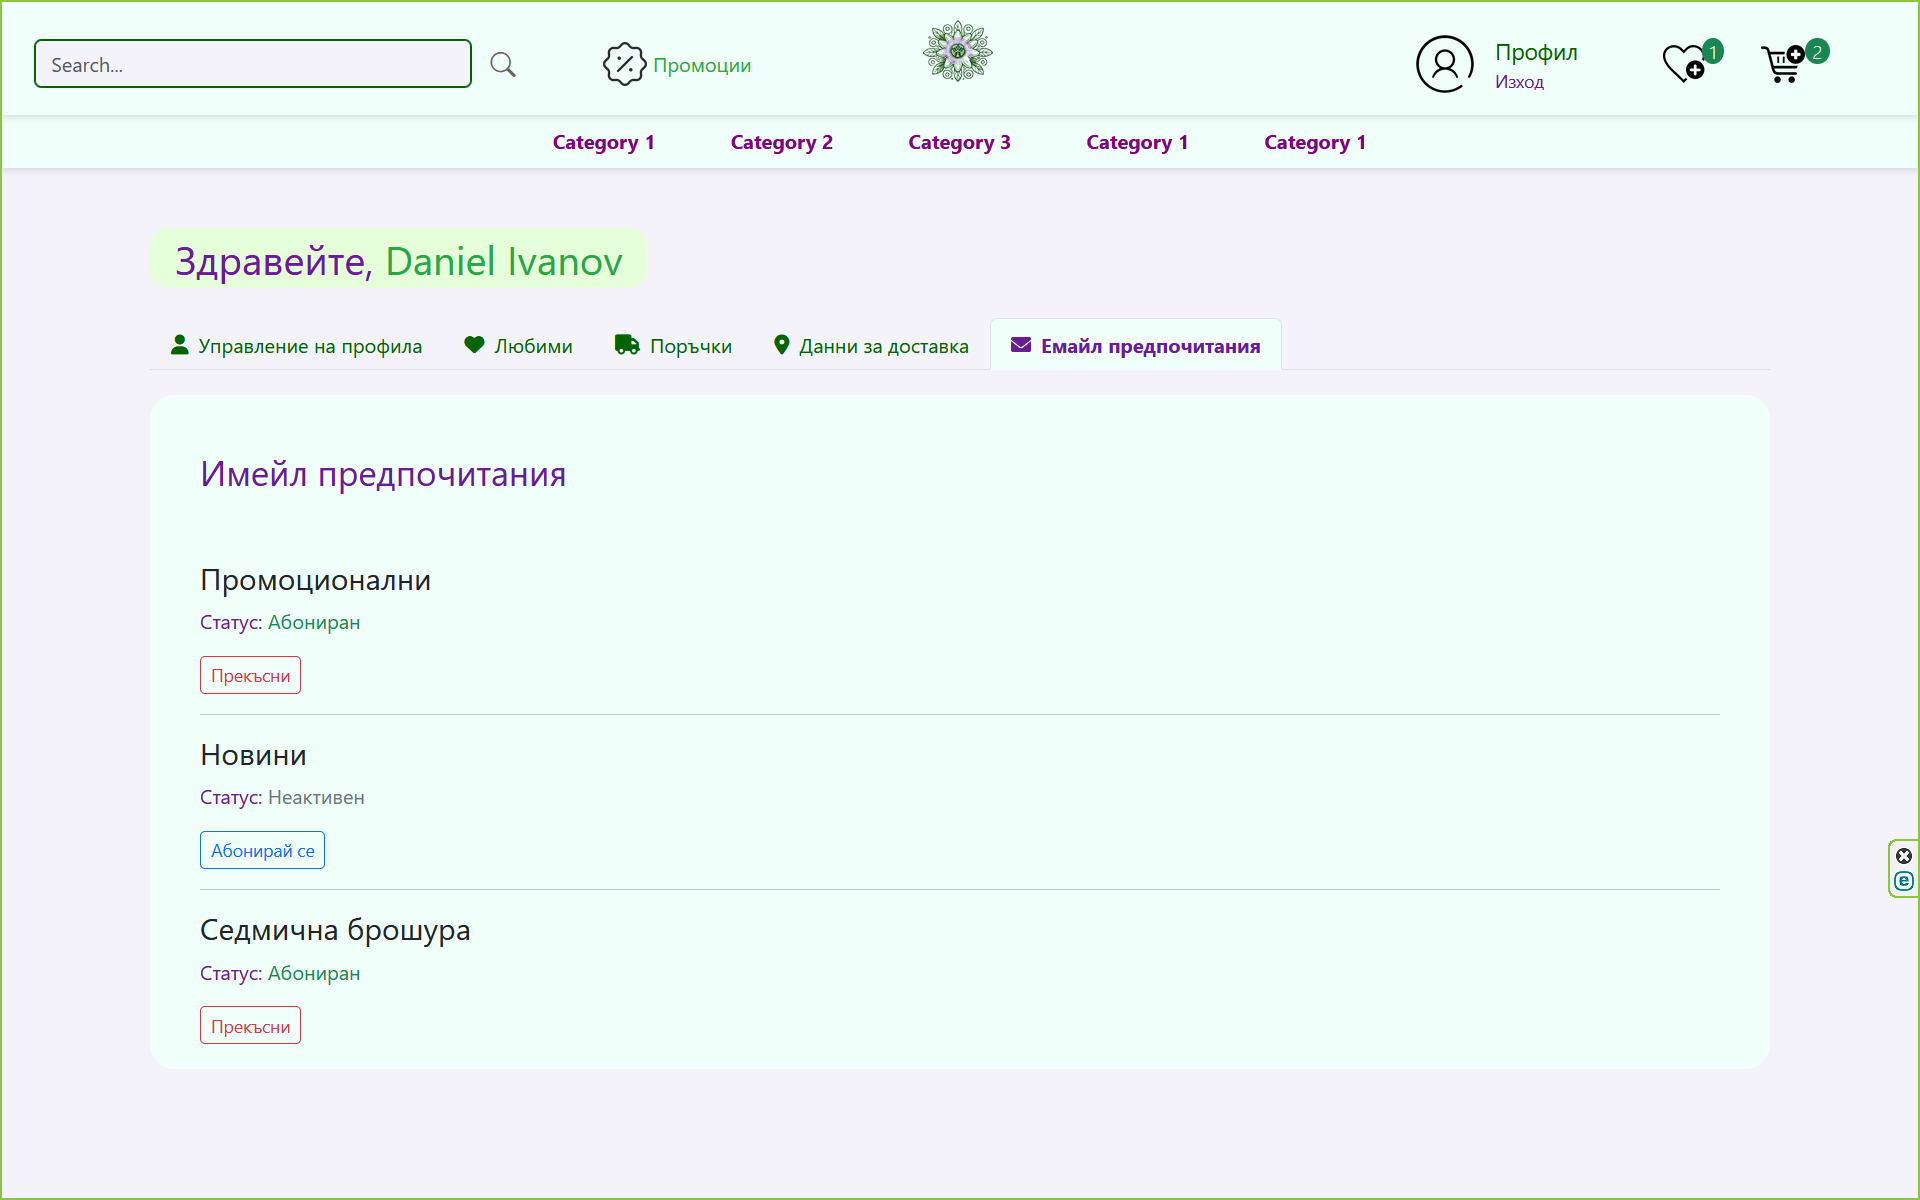 Search...
Промоции
Профил
Изход
1
2
Category 1
Category 2
Category 3
Category 1
Category 1
Здравейте, Daniel Ivanov
Управление на профила
Любими
Поръчки
Данни за доставка
Емайл предпочитания
Имейл предпочитания
Промоционални
Статус: Абониран
Прекъсни
Новини
Статус: Неактивен
Абонирай се
Седмична брошура
Статус: Абониран
Прекъсни
e